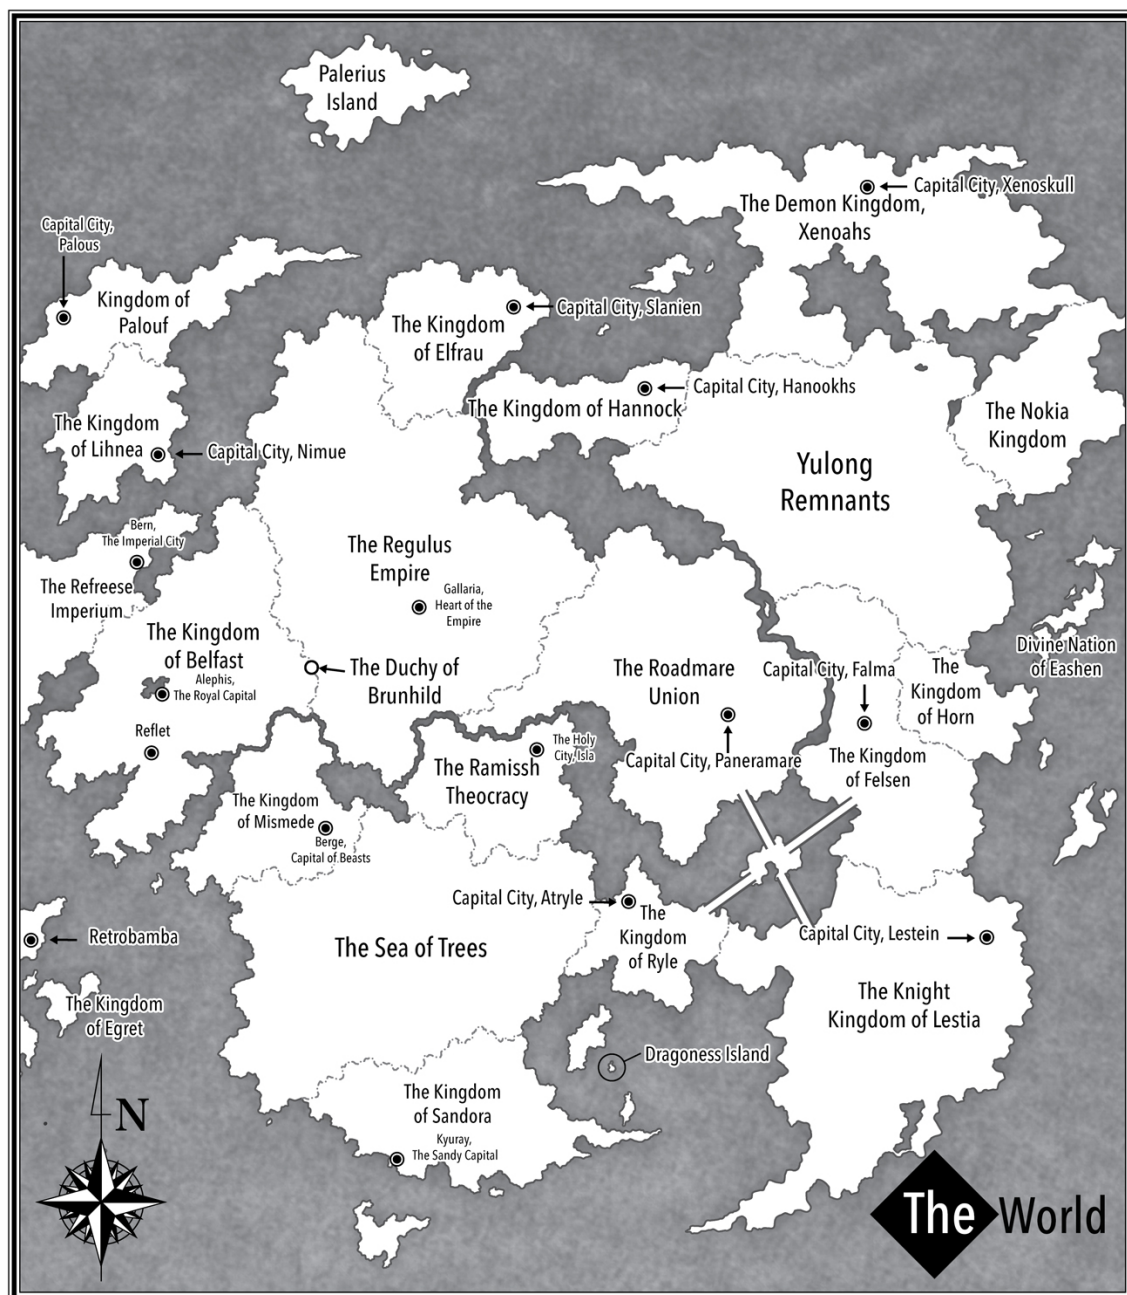 Palerius
Island
Capital City, Xenoskull
The Demon Kingdom,
Xenoahs
Capital City,
Palous
Kingdom of
Palouf
The Kingdom
of Elfrau
Capital City, Slanien
Capital City, Hanookhs
The Kingdom of Hannock
The Nokia
Kingdom
The Kingdom
of Lihnea
Capital City, Nimue
Yulong
Remnants
Bern,
The Imperial City
The Refreese
Imperium
The Regulus
Empire
Gallaria,
Heart of the
Empire
The Kingdom
of Belfast
Alephis,
The Royal Capital
The Duchy of
Brunhild
The Roadmare
Union
Capital City, Falma
The
Kingdom
of Horn
Divine Nation
of Eashen
Reflet
The Holy
City, Isla
The Ramissh
Theocracy
Capital City, Paneramare
The Kingdom
of Felsen
The Kingdom
of Mismede
Berge,
Capital of Beasts
Capital City, Atryle
The
Kingdom
of Ryle
Capital City, Lestein
Retrobamba
The Sea of Trees
The Kingdom
of Egret
The Knight
Kingdom of Lestia
Dragoness Island
The Kingdom
of Sandora
Kyuray,
The Sandy Capital
N
The World